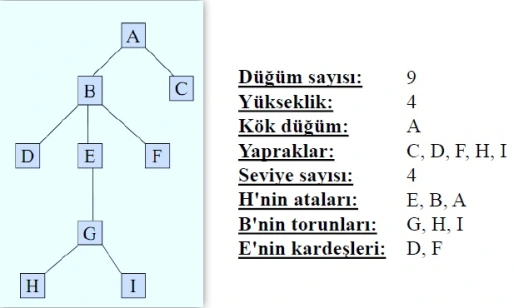 A
B
C
D
E
F
G
H
I
Düğüm sayısı: 9
Yükseklik: 4
Kök düğüm: A
Yapraklar: C, D, F, H, I
Seviye sayısı: 4
H'nin ataları: E, B, A
B'nin torunları: G, H, I
E'nin kardeşleri: D, F